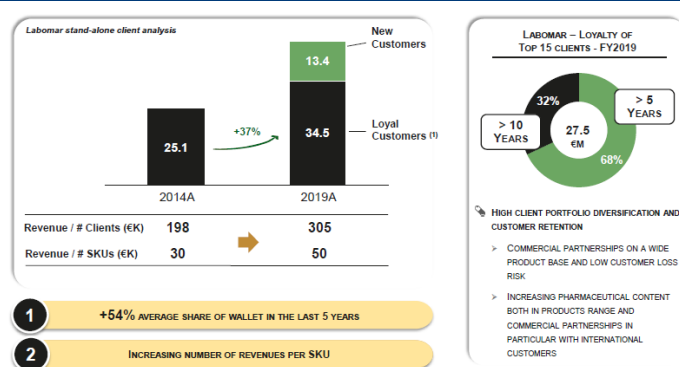 Labomar stand-alone client analysis
New
Customers
13.4
+37%
25.1
34.5
Loyal
Customers (1)
2014A
2019A
Revenue / # Clients (€K) 198 305
Revenue / # SKUs (€K) 30 50
1 +54% AVERAGE SHARE OF WALLET IN THE LAST 5 YEARS
2 INCREASING NUMBER OF REVENUES PER SKU
LABOMAR – LOYALTY OF
TOP 15 CLIENTS - FY2019
32%
> 5
YEARS
> 10
YEARS
27.5
€M
68%
HIGH CLIENT PORTFOLIO DIVERSIFICATION AND
CUSTOMER RETENTION
➢ COMMERCIAL PARTNERSHIPS ON A WIDE
PRODUCT BASE AND LOW CUSTOMER LOSS
RISK
➢ INCREASING PHARMACEUTICAL CONTENT
BOTH IN PRODUCTS RANGE AND
COMMERCIAL PARTNERSHIPS IN
PARTICULAR WITH INTERNATIONAL
CUSTOMERS